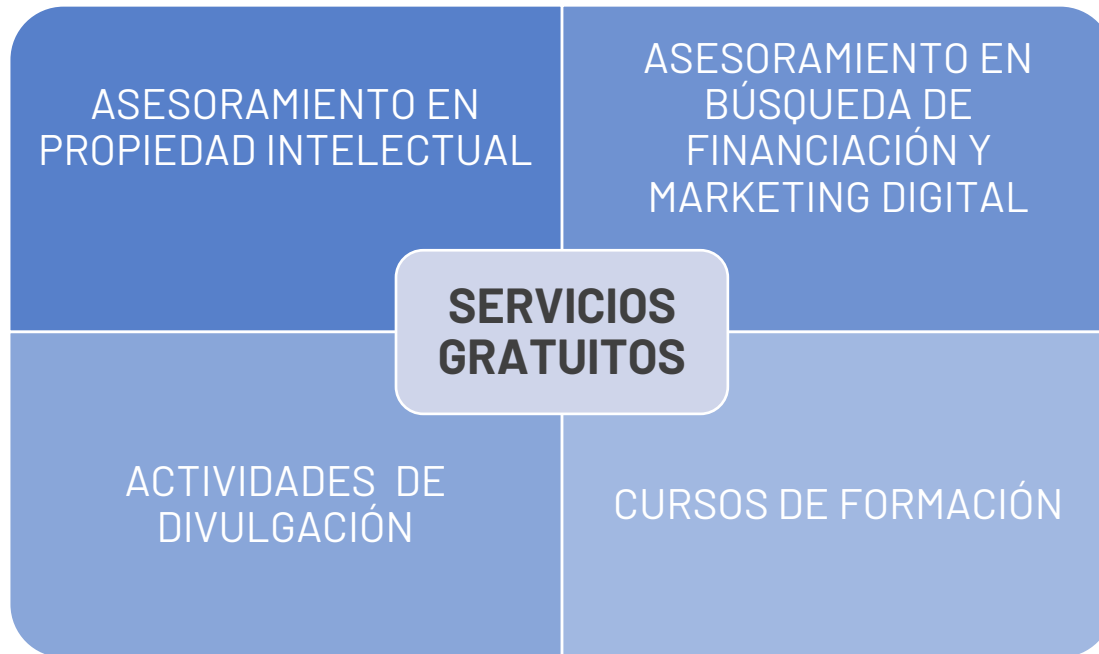 ASESORAMIENTO EN
PROPIEDAD INTELECTUAL
ASESORAMIENTO EN
BÚSQUEDA DE
FINANCIACIÓN Y
MARKETING DIGITAL
SERVICIOS
GRATUITOS
ACTIVIDADES DE
DIVULGACIÓN
CURSOS DE FORMACIÓN